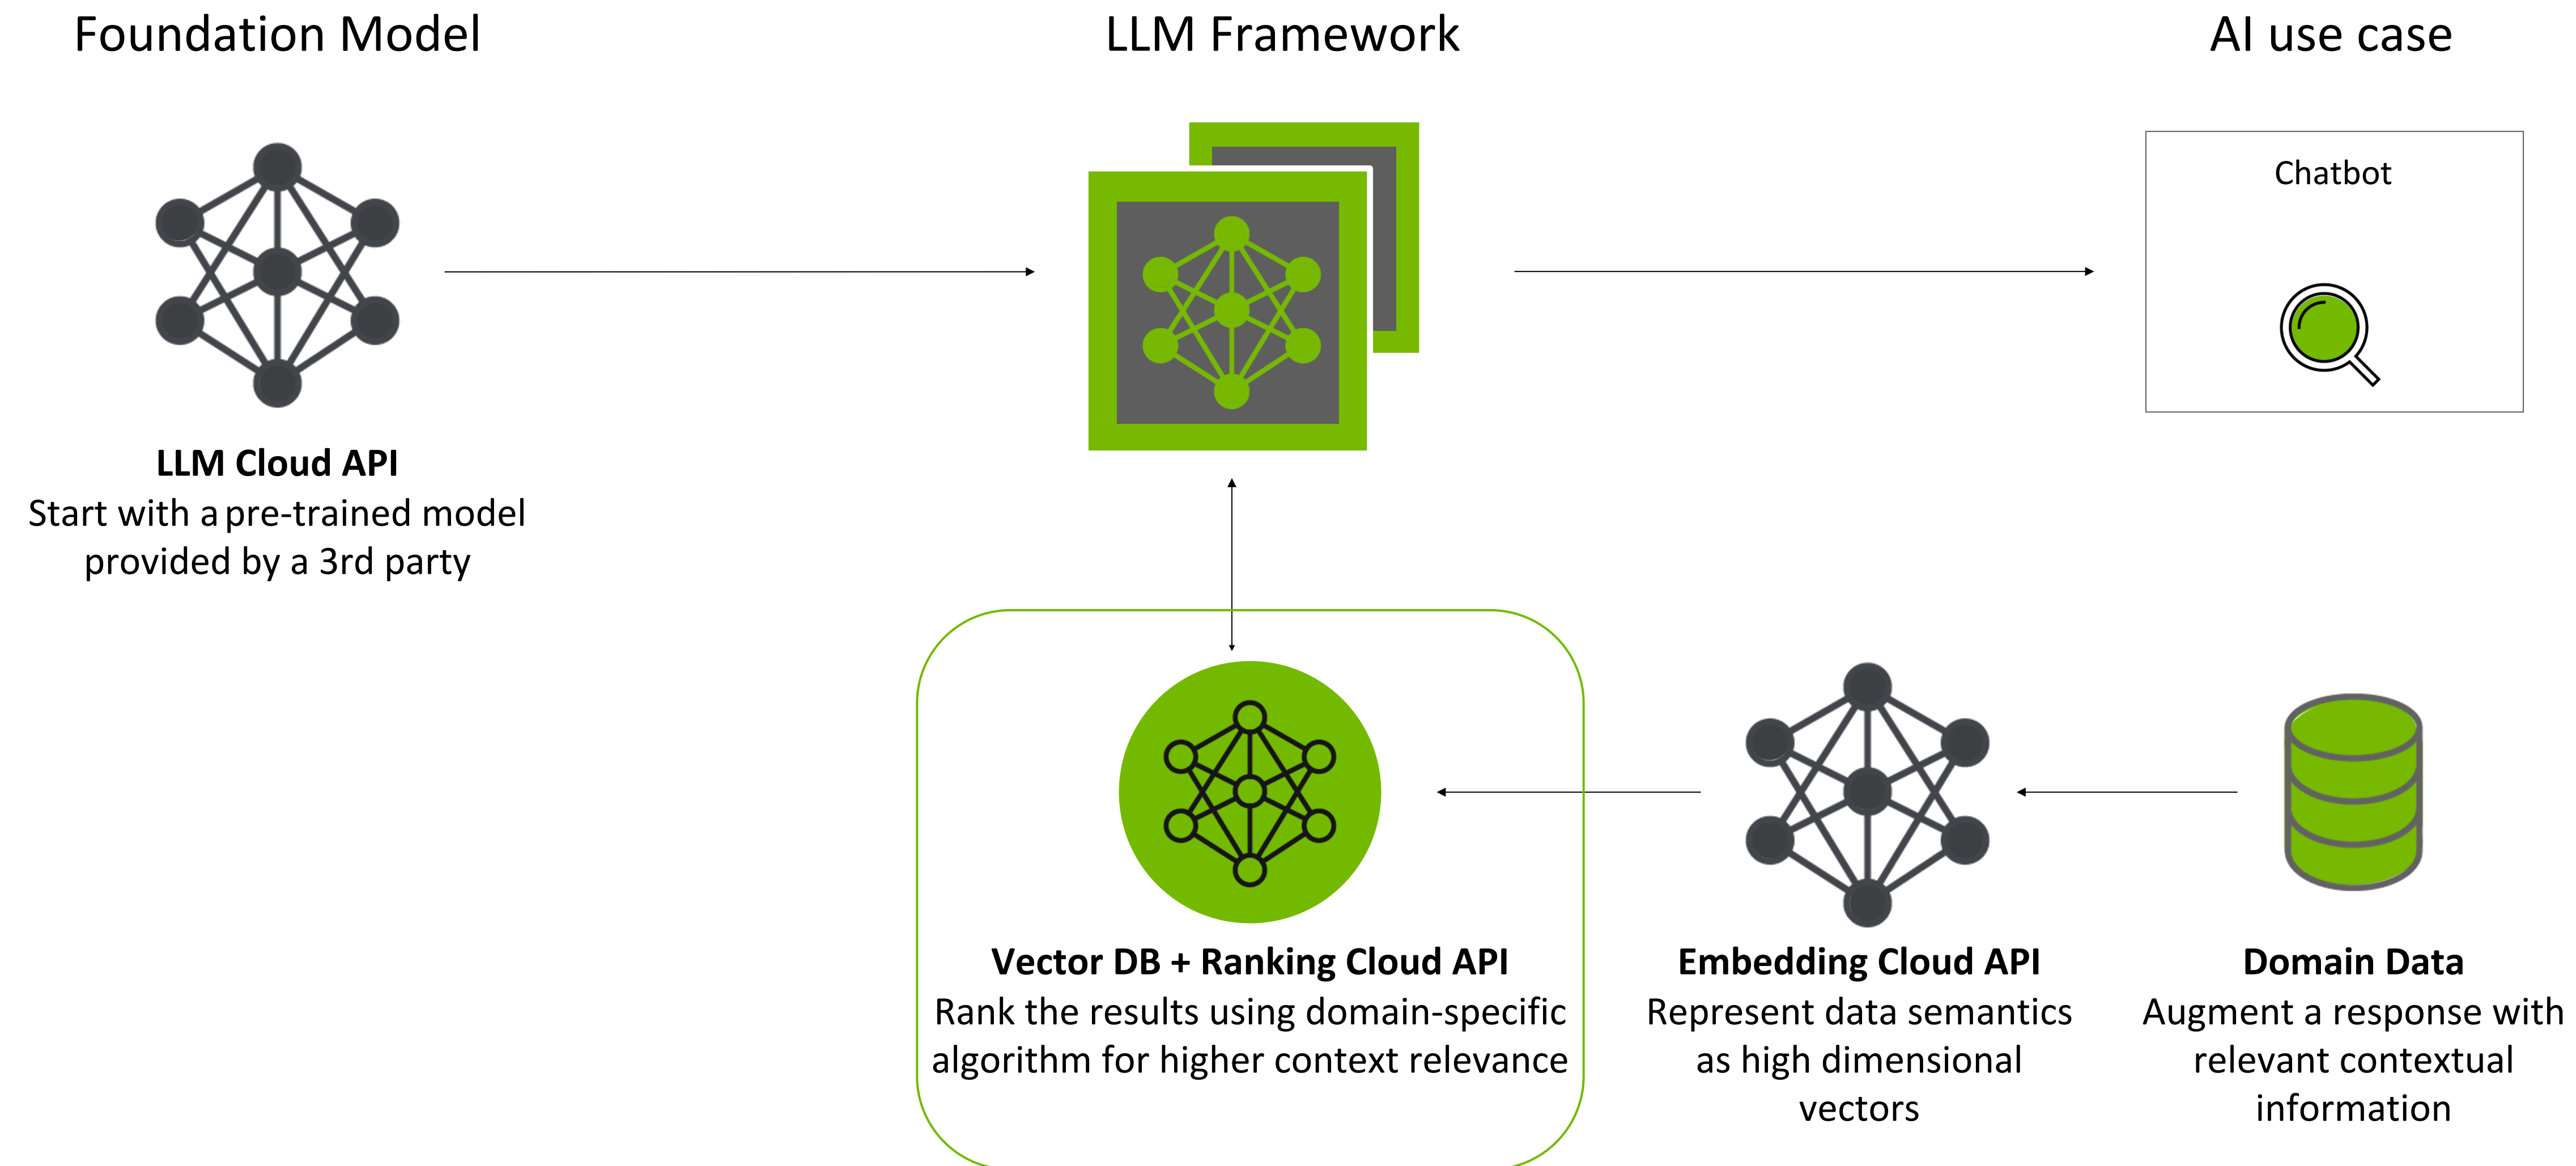 Foundation Model
LLM Framework
AI use case
Chatbot
LLM Cloud API
Start with a pre-trained model
provided by a 3rd party
Vector DB + Ranking Cloud API
Rank the results using domain-specific
algorithm for higher context relevance
Embedding Cloud API
Represent data semantics
as high dimensional
vectors
Domain Data
Augment a response with
relevant contextual
information